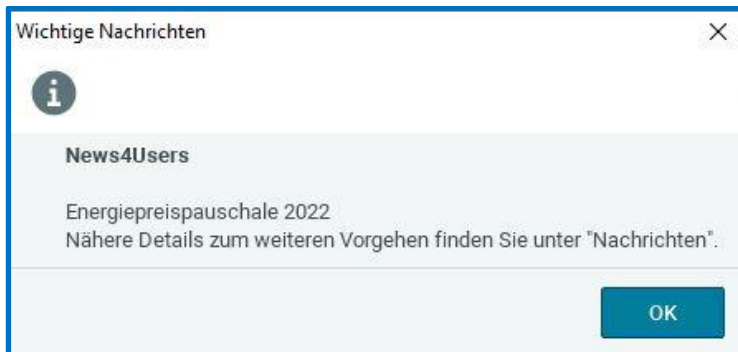 Wichtige Nachrichten
News4Users
Energiepreispauschale 2022
Nähere Details zum weiteren Vorgehen finden Sie unter "Nachrichten".
OK